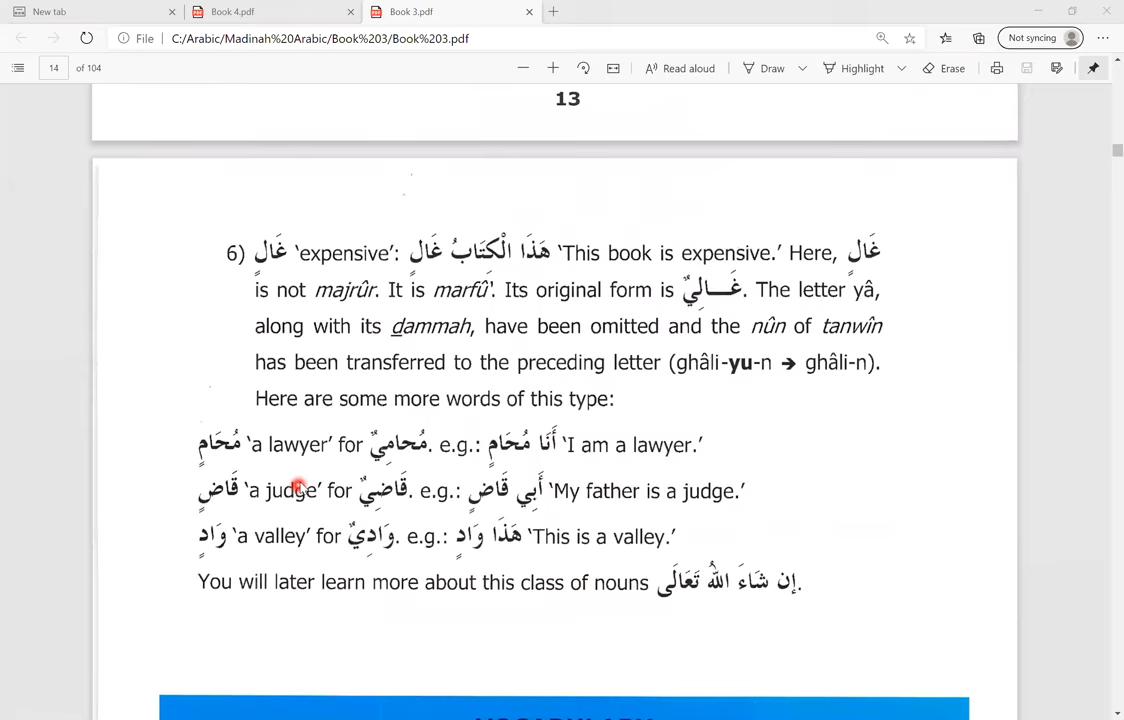 New tab
Book 4.pdf
Book 3.pdf
File
C:/Arabic/Madinah%20Arabic/Book%203/Book%203.pdf
Not syncing
14 of 104
Read aloud
Draw
Highlight
Erase
13
6) غَالٍ ‘expensive’: هَذَا الْكِتَابُ غَالٍ ‘This book is expensive.’ Here, غَالٍ
is not majrûr. It is marfû‘. Its original form is غَـــالِيٌ. The letter yâ,
along with its dammah, have been omitted and the nûn of tanwîn
has been transferred to the preceding letter (ghâli-yu-n ➔ ghâli-n).
Here are some more words of this type:
مُحَامٍ ‘a lawyer’ for مُحامِيٌ. e.g.: أَنَا مُحَامٍ ‘I am a lawyer.’
قَاضٍ ‘a judge’ for قَاضِيٌ. e.g.: أَبِي قَاضٍ ‘My father is a judge.’
وَادٍ ‘a valley’ for وَادِيٌ. e.g.: هَذَا وَادٍ ‘This is a valley.’
You will later learn more about this class of nouns إن شَاءَ اللهُ تَعَالَى.